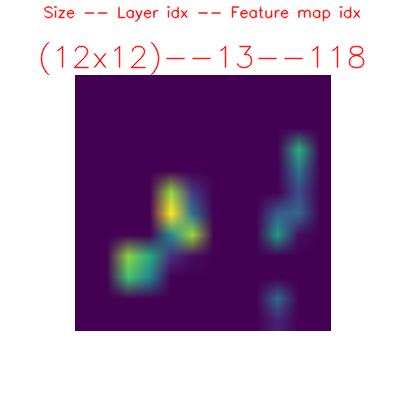 Size -- Layer idx -- Feature map idx
(12x12)--13--118